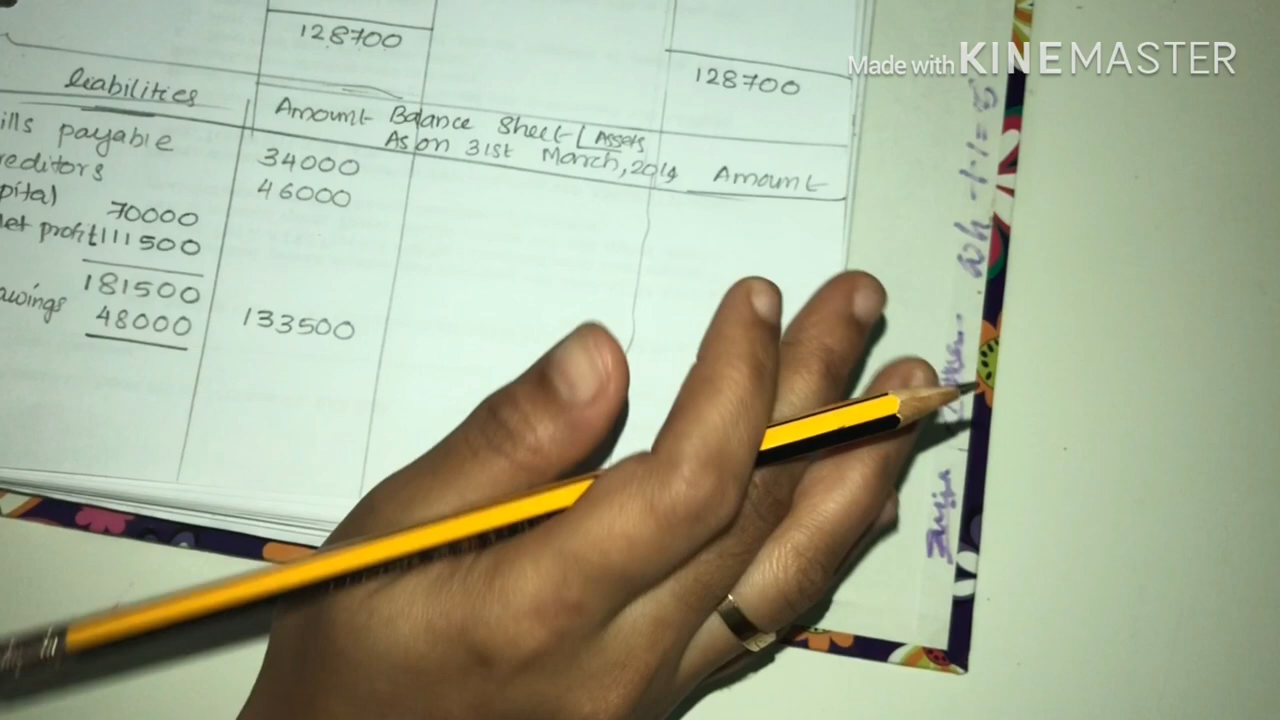 128700
128700
Made with KINEMASTER
liabilities
Amount Balance Sheet Assets
As on 31st March, 2019 Amount
ills payable 34000
reditors 46000
pital 70000
et profit 111500
181500
awings 48000 133500